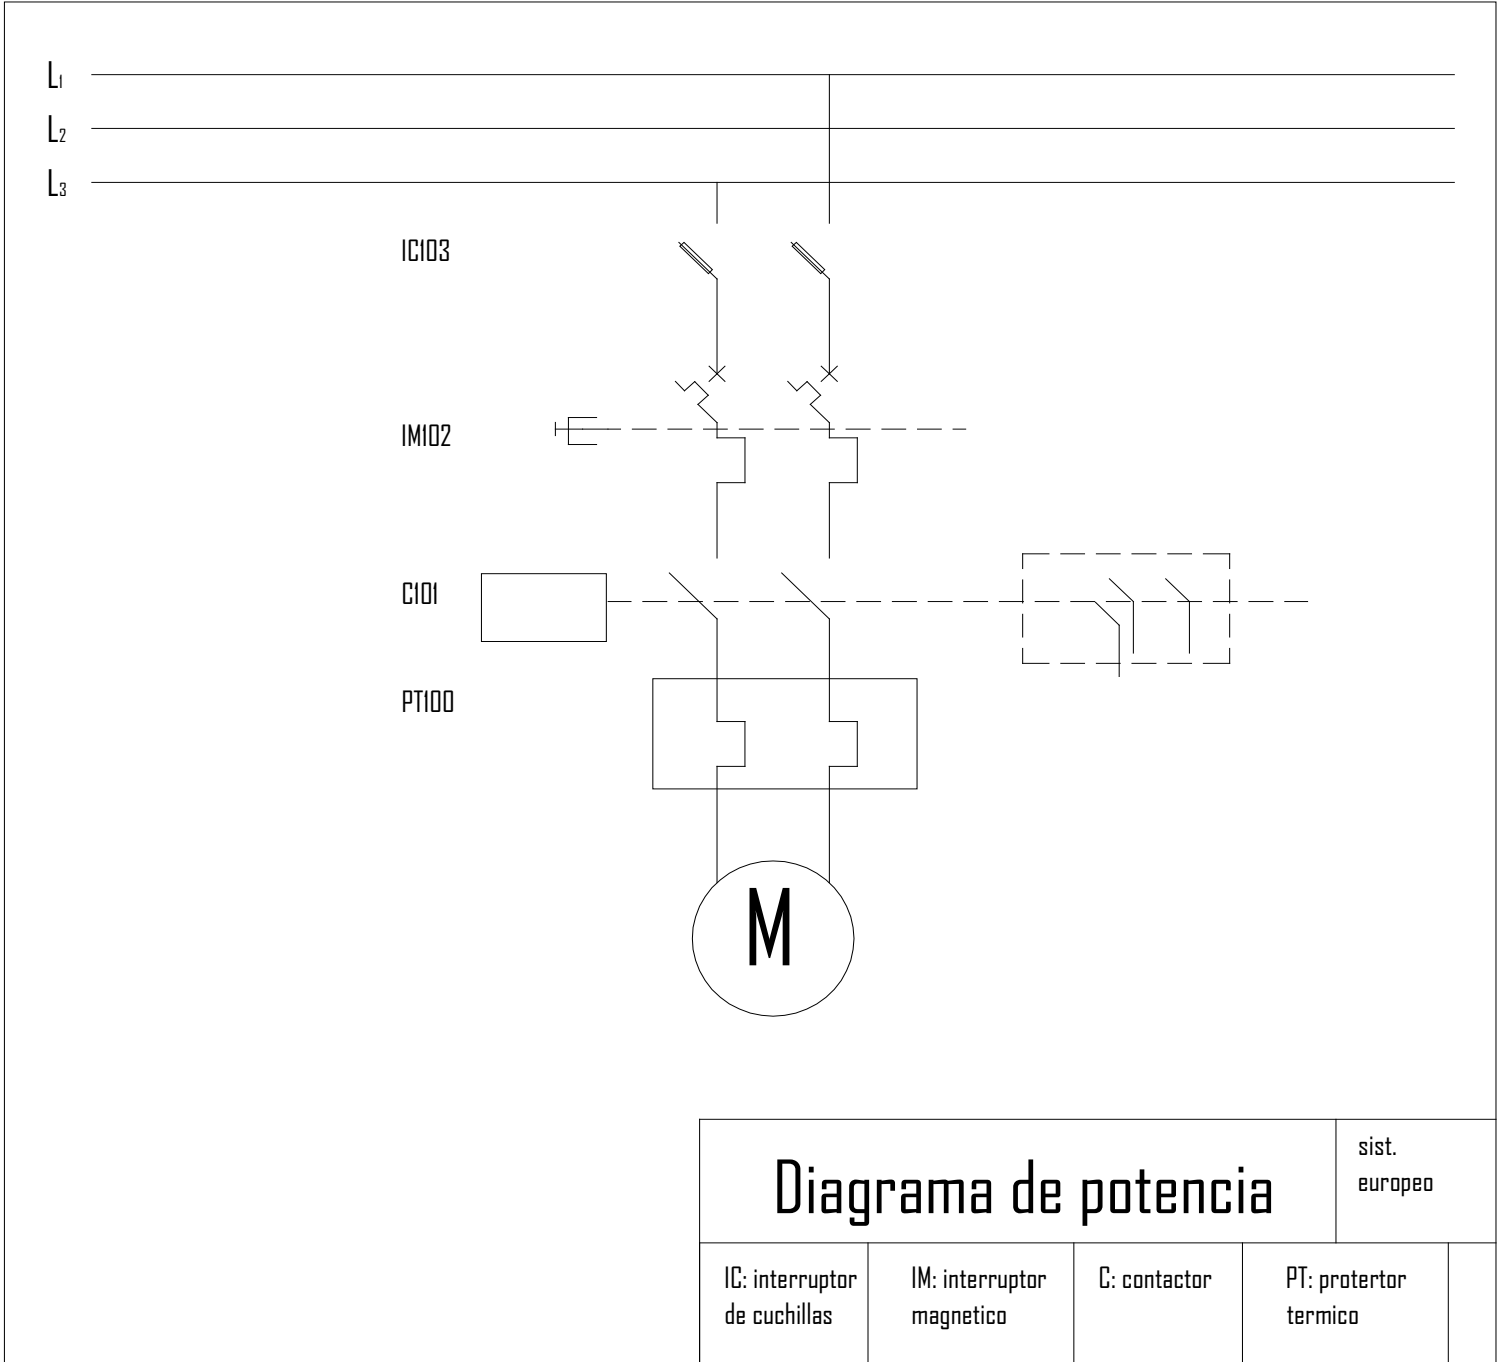 L1
L2
L3
IC103
IM102
C101
PT100
M
Diagrama de potencia
sist.
europeo
IC: interruptor
de cuchillas
IM: interruptor
magnetico
C: contactor
PT: protertor
termico